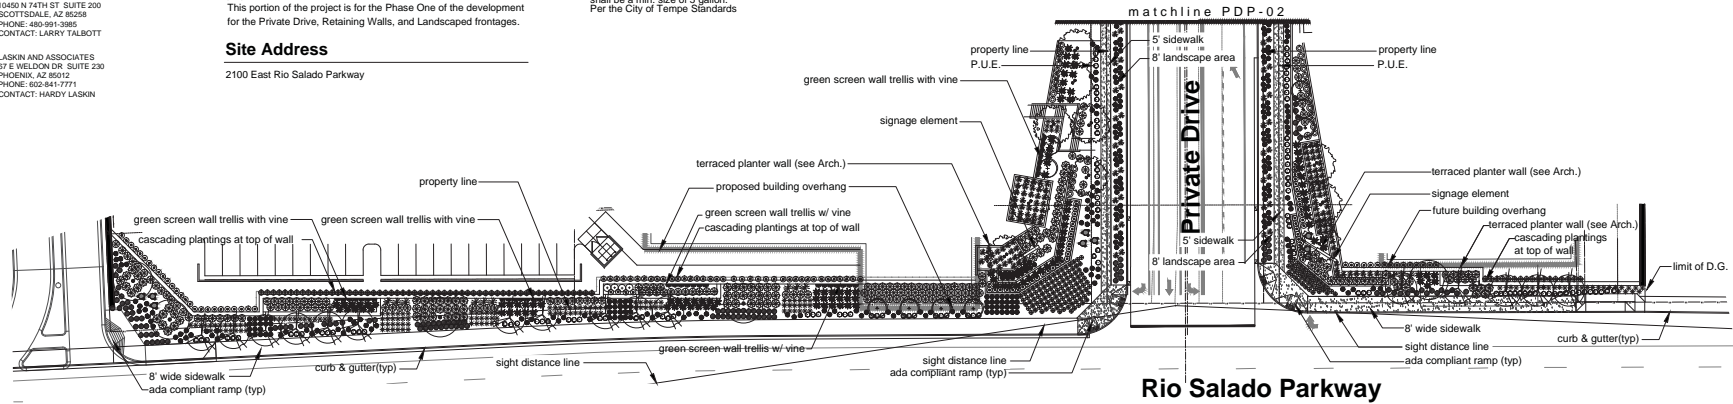 10450 N 74TH ST  SUITE 200
SCOTTSDALE, AZ 85258
PHONE: 480-991-3985
CONTACT: LARRY TALBOTT
LASKIN AND ASSOCIATES
67 E WELDON DR  SUITE 230
PHOENIX, AZ 85012
PHONE: 602-841-7771
CONTACT: HARDY LASKIN
This portion of the project is for the Phase One of the development
for the Private Drive, Retaining Walls, and Landscaped frontages.
Site Address
2100 East Rio Salado Parkway
shall be a min. size of 5 gallon.
Per the City of Tempe Standards
matchline PDP-02
property line
P.U.E.
5' sidewalk
8' landscape area
property line
P.U.E.
green screen wall trellis with vine
signage element
Private Drive
terraced planter wall (see Arch.)
proposed building overhang
property line
green screen wall trellis w/ vine
cascading plantings at top of wall
green screen wall trellis with vine
green screen wall trellis with vine
cascading plantings at top of wall
terraced planter wall (see Arch.)
signage element
future building overhang
terraced planter wall (see Arch.)
cascading plantings
at top of wall
5' sidewalk
8' landscape area
limit of D.G.
8' wide sidewalk
ada compliant ramp (typ)
curb & gutter(typ)
sight distance line
green screen wall trellis w/ vine
sight distance line
ada compliant ramp (typ)
8' wide sidewalk
sight distance line
ada compliant ramp (typ)
curb & gutter(typ)
Rio Salado Parkway